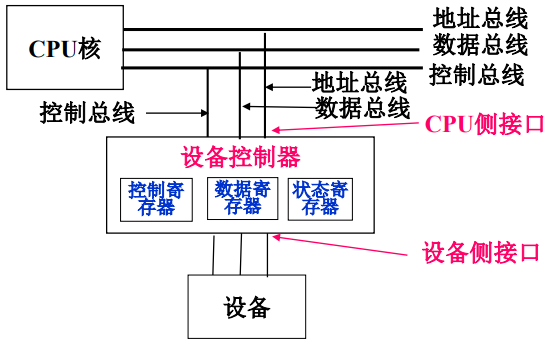 地址总线
CPU核
数据总线
控制总线
地址总线
控制总线
数据总线
CPU侧接口
设备控制器
控制寄
存器
数据寄
存器
状态寄
存器
设备侧接口
设备